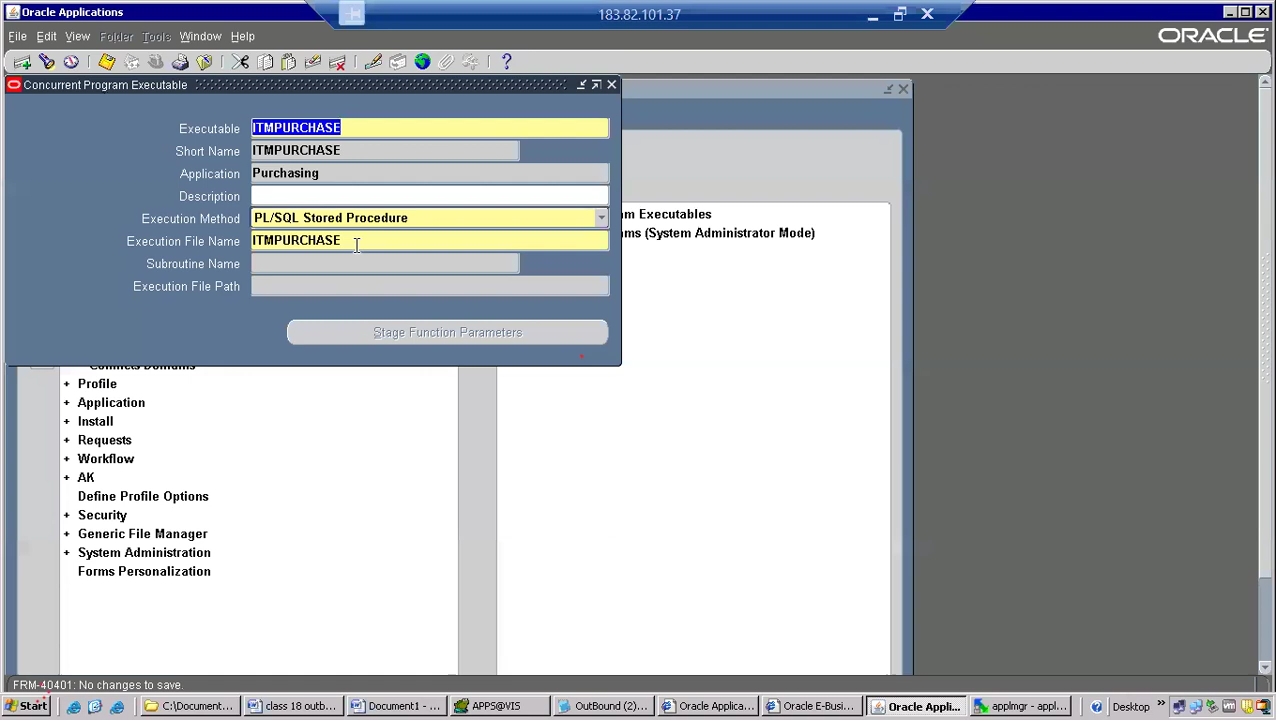 Oracle Applications
183.82.101.37
File Edit View Folder Tools Window Help
ORACLE
Concurrent Program Executable
Executable ITMPURCHASE
Short Name ITMPURCHASE
Application Purchasing
Description
Execution Method PL/SQL Stored Procedure
Execution File Name ITMPURCHASE
Subroutine Name
Execution File Path
Stage Function Parameters
m Executables
ms (System Administrator Mode)
Conflicts Domains
+ Profile
+ Application
+ Install
+ Requests
+ Workflow
+ AK
Define Profile Options
+ Security
+ Generic File Manager
+ System Administration
Forms Personalization
FRM-40401: No changes to save.
Start C:\Document... class 18 outb... Document1 - ... APPS@VIS OutBound (2)... Oracle Applica... Oracle E-Busin... Oracle Appli... applmgr - appl... Desktop »